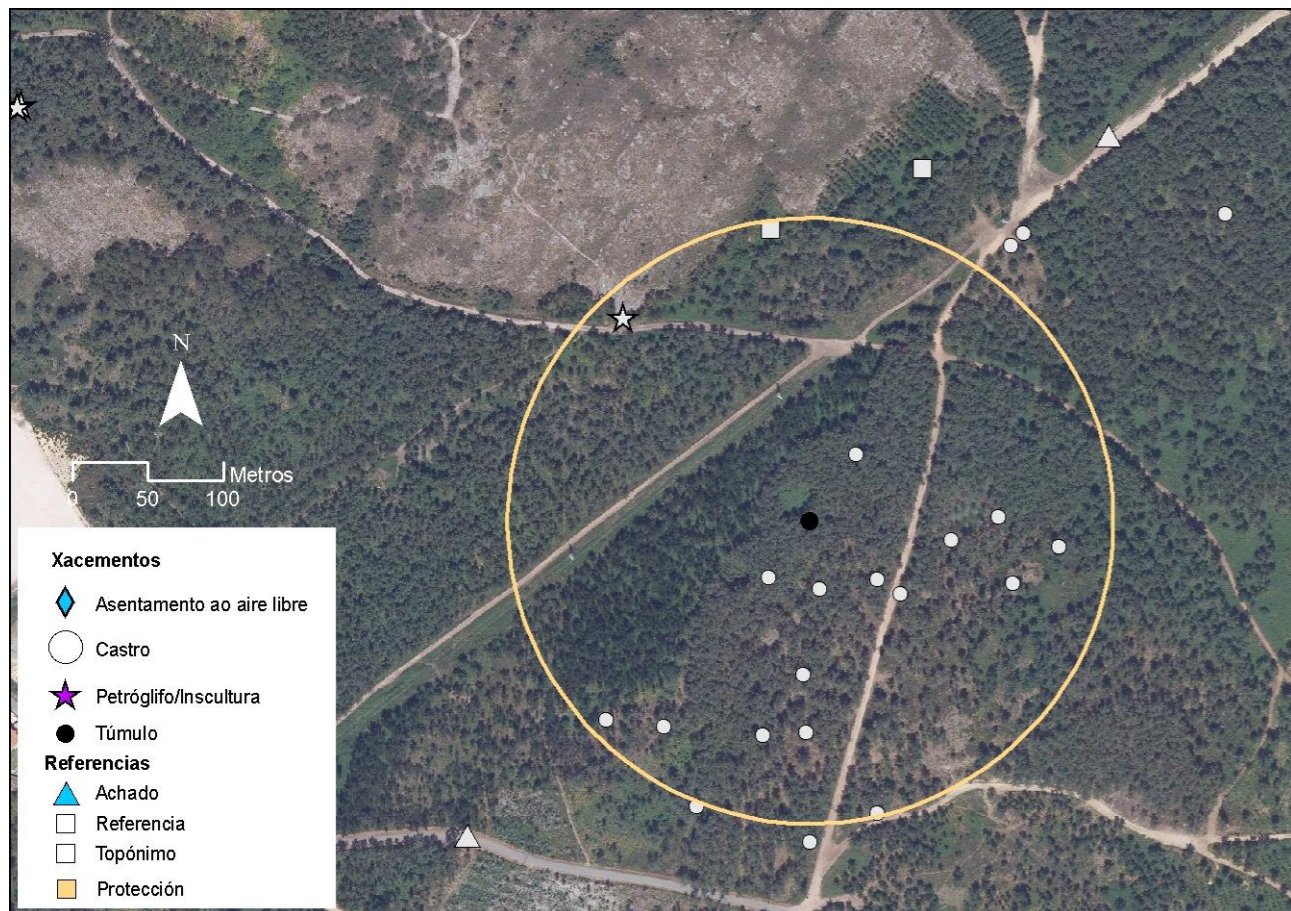 N
Metros
0 50 100
Xacementos
Asentamento ao aire libre
Castro
Petróglifo/Inscultura
Túmulo
Referencias
Achado
Referencia
Topónimo
Protección